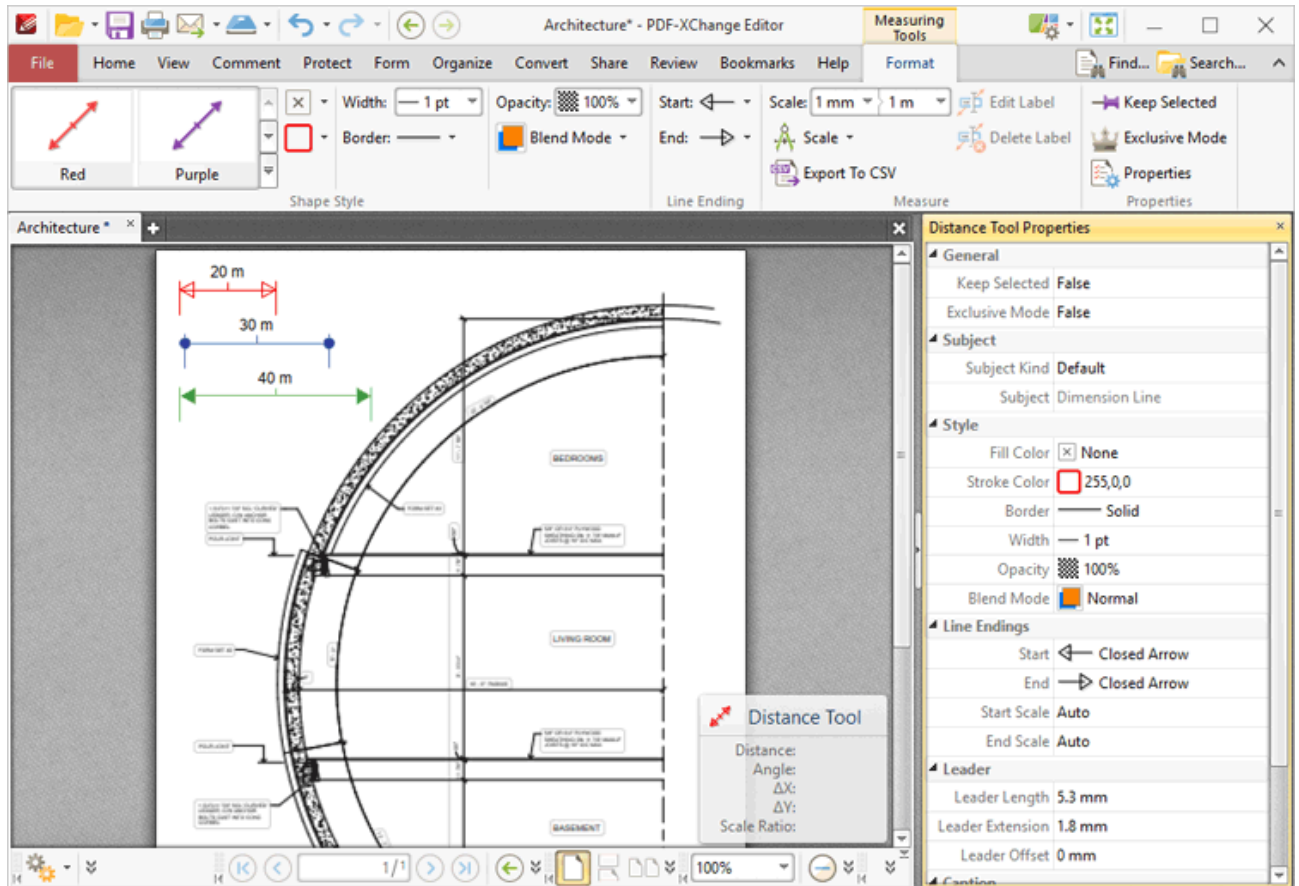 Architecture* - PDF-XChange Editor
Measuring Tools
File Home View Comment Protect Form Organize Convert Share Review Bookmarks Help Format Find... Search...
Width: 1 pt Opacity: 100% Start: Scale: 1 mm 1 m Edit Label Keep Selected
Border: Blend Mode End: Scale Delete Label Exclusive Mode
Red Purple Export To CSV Properties
Shape Style Line Ending Measure Properties
Architecture *
Distance Tool Properties
20 m
30 m
40 m
BEDROOMS
LIVING ROOM
BASEMENT
Distance Tool
Distance:
Angle:
ΔX:
ΔY:
Scale Ratio:
General
Keep Selected False
Exclusive Mode False
Subject
Subject Kind Default
Subject Dimension Line
Style
Fill Color None
Stroke Color 255,0,0
Border Solid
Width 1 pt
Opacity 100%
Blend Mode Normal
Line Endings
Start Closed Arrow
End Closed Arrow
Start Scale Auto
End Scale Auto
Leader
Leader Length 5.3 mm
Leader Extension 1.8 mm
Leader Offset 0 mm
Caption
1/1 100%